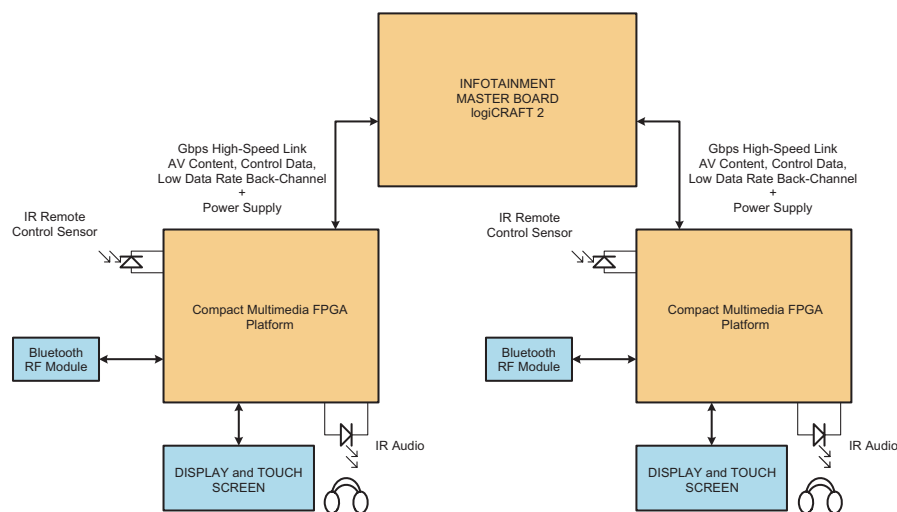 INFOTAINMENT
MASTER BOARD
logiCRAFT 2
Gbps High-Speed Link
AV Content, Control Data,
Low Data Rate Back-Channel
+
Power Supply
Gbps High-Speed Link
AV Content, Control Data,
Low Data Rate Back-Channel
+
Power Supply
IR Remote
Control Sensor
IR Remote
Control Sensor
Compact Multimedia FPGA
Platform
Compact Multimedia FPGA
Platform
Bluetooth
RF Module
Bluetooth
RF Module
IR Audio
IR Audio
DISPLAY and TOUCH
SCREEN
DISPLAY and TOUCH
SCREEN